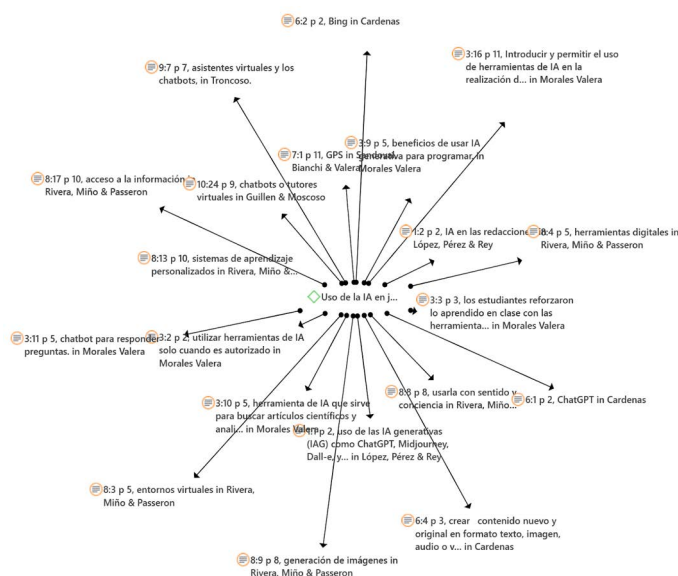 6:2 p 2, Bing in Cardenas
3:16 p 11, Introducir y permitir el uso
de herramientas de IA en la
realización d... in Morales Valera
9:7 p 7, asistentes virtuales y los
chatbots, in Troncoso.
3:9 p 5, beneficios de usar IA
generativa para programar, in
Morales Valera
7:1 p 11, GPS in Sandoval,
Bianchi & Valera
8:17 p 10, acceso a la información
Rivera, Miño & Passeron
10:24 p 9, chatbots o tutores
virtuales in Guillen & Moscoso
1:2 p 2, IA en las redacciones
López, Pérez & Rey
8:4 p 5, herramientas digitales in
Rivera, Miño & Passeron
8:13 p 10, sistemas de aprendizaje
personalizados in Rivera, Miño &...
Uso de la IA en j...
3:3 p 3, los estudiantes reforzaron
lo aprendido en clase con las
herramienta... in Morales Valera
3:11 p 5, chatbot para responder
preguntas. in Morales Valera
3:2 p 2, utilizar herramientas de IA
solo cuando es autorizado in
Morales Valera
8:8 p 8, usarla con sentido y
conciencia in Rivera, Miño...
6:1 p 2, ChatGPT in Cardenas
3:10 p 5, herramienta de IA que sirve
para buscar artículos científicos y
anali... in Morales Valera
1:1 p 2, uso de las IA generativas
(IAG) como ChatGPT, Midjourney,
Dall-e, y... in López, Pérez & Rey
8:3 p 5, entornos virtuales in Rivera,
Miño & Passeron
6:4 p 3, crear contenido nuevo y
original en formato texto, imagen,
audio o v... in Cardenas
8:9 p 8, generación de imágenes in
Rivera, Miño & Passeron